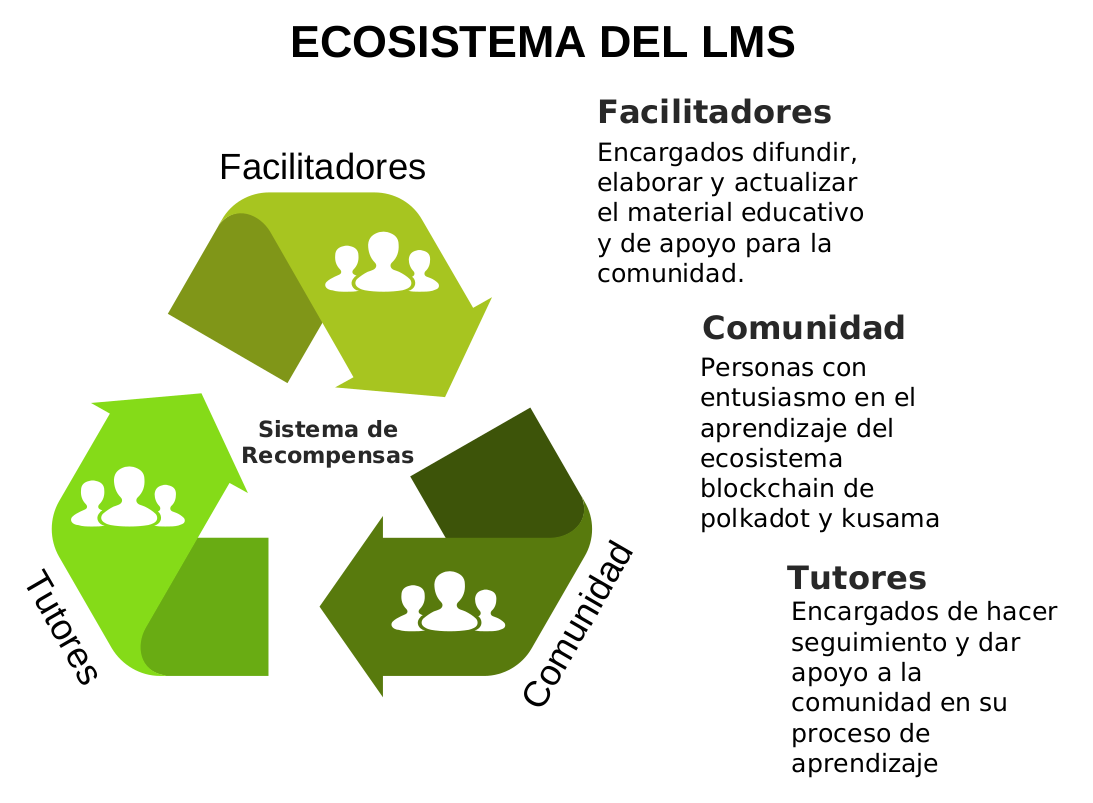 ECOSISTEMA DEL LMS
Facilitadores
Sistema de
Recompensas
Tutores
Comunidad
Facilitadores
Encargados difundir,
elaborar y actualizar
el material educativo
y de apoyo para la
comunidad.
Comunidad
Personas con
entusiasmo en el
aprendizaje del
ecosistema
blockchain de
polkadot y kusama
Tutores
Encargados de hacer
seguimiento y dar
apoyo a la
comunidad en su
proceso de
aprendizaje